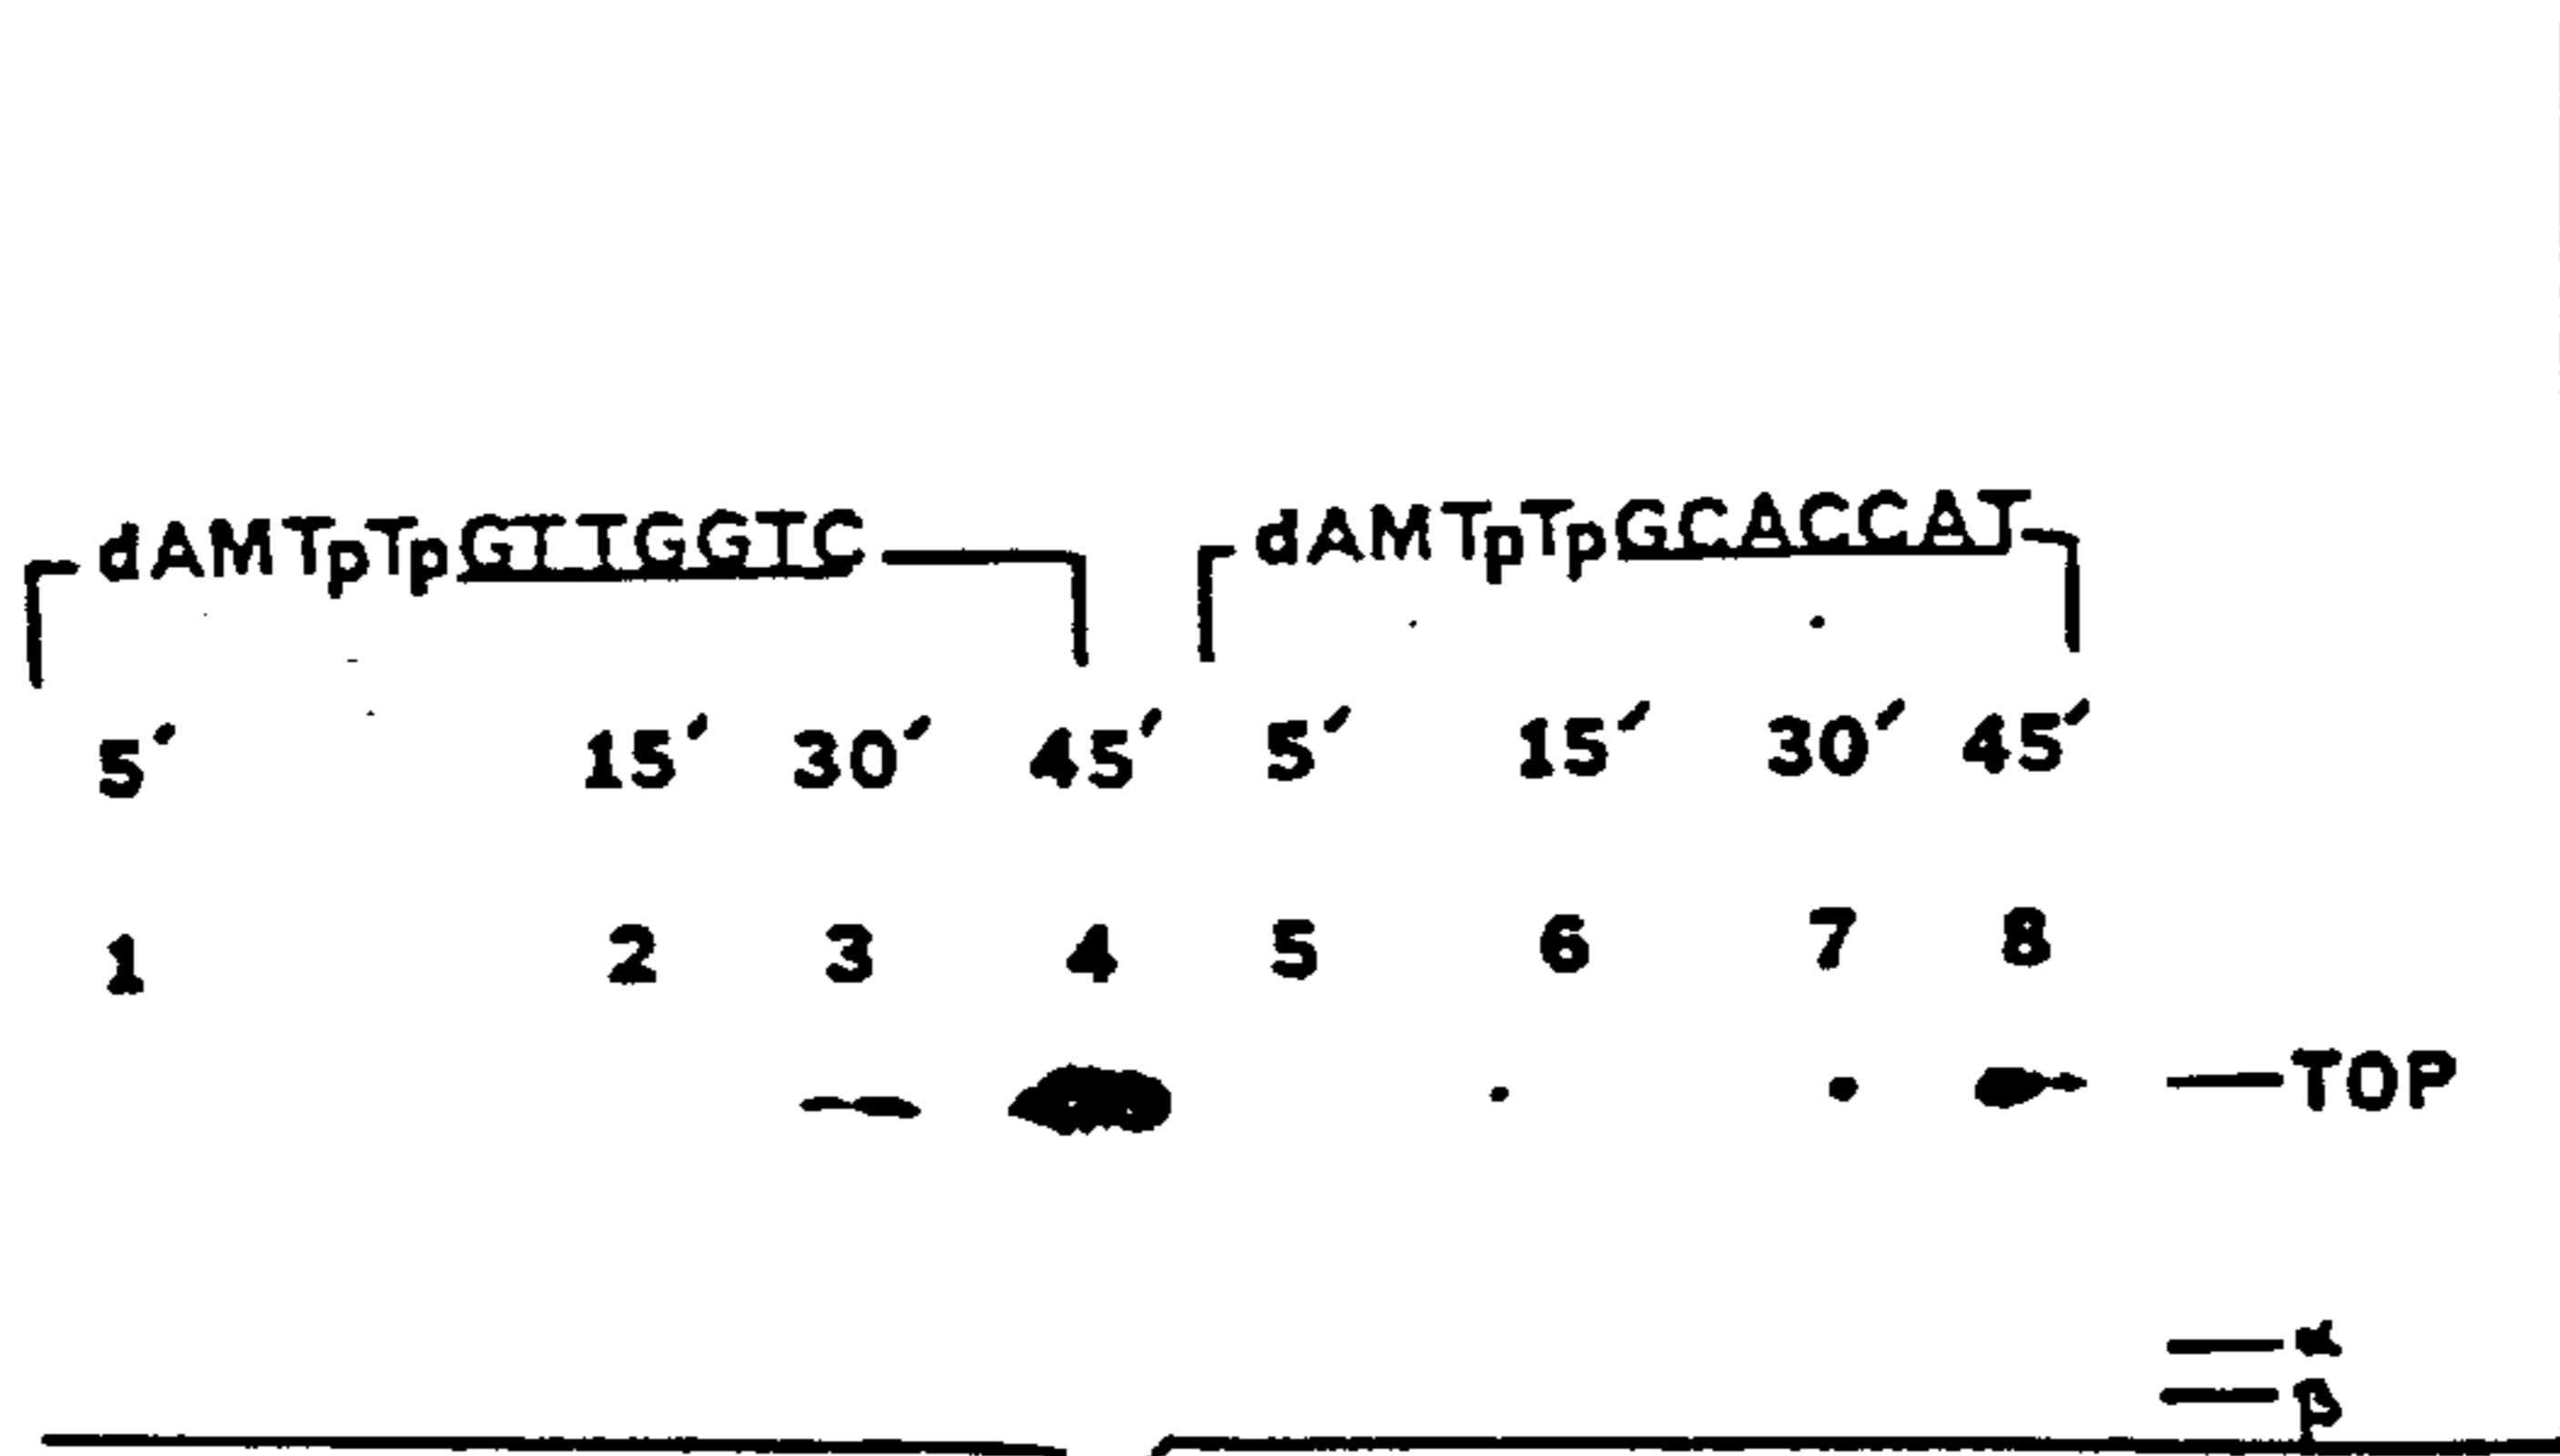 dAMTpTpGTTGGTC dAMTpTpGCACCAT
5′ 15′ 30′ 45′ 5′ 15′ 30′ 45′
1 2 3 4 5 6 7 8
TOP
α
β